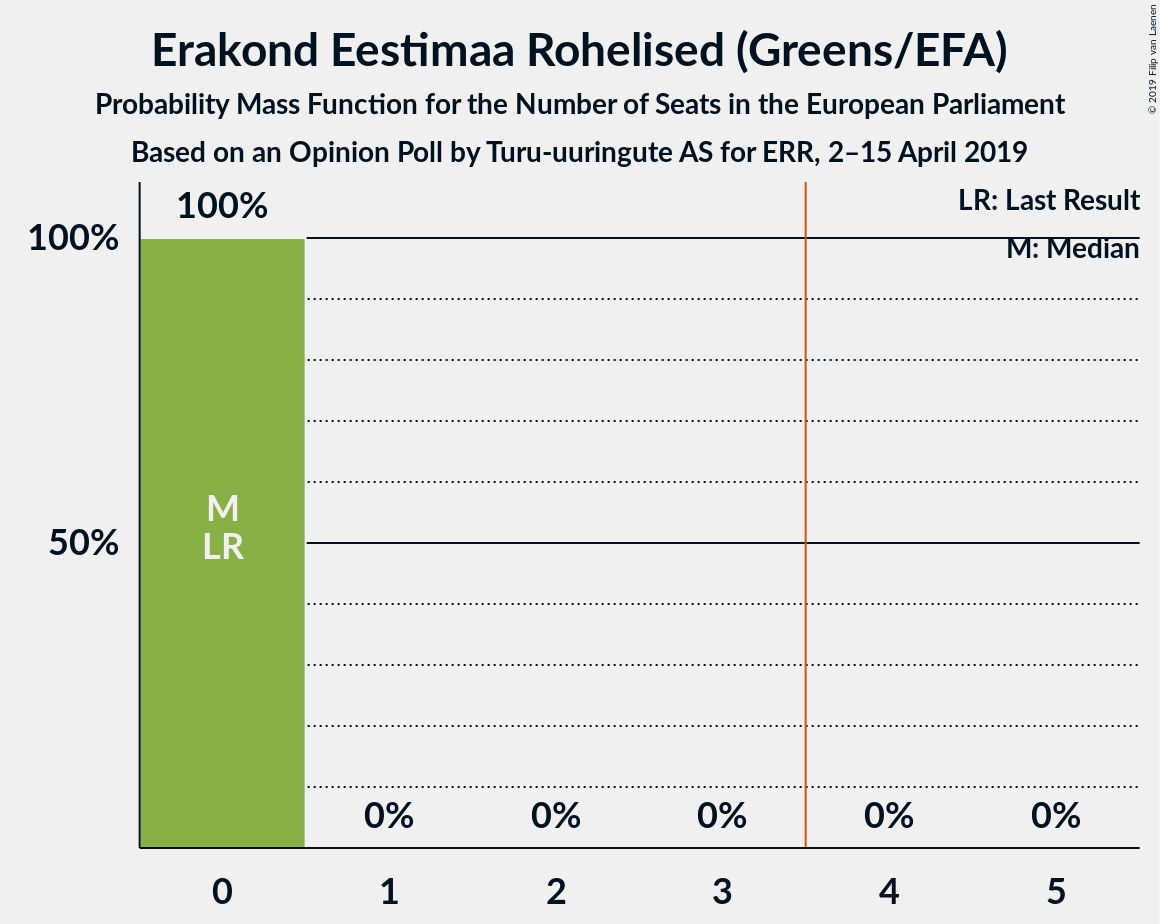 Erakond Eestimaa Rohelised (Greens/EFA)
Probability Mass Function for the Number of Seats in the European Parliament
Based on an Opinion Poll by Turu-uuringute AS for ERR, 2–15 April 2019
© 2019 Filip van Laenen
LR: Last Result
M: Median
100%
100%
M
LR
50%
0% 0% 0% 0% 0%
0 1 2 3 4 5